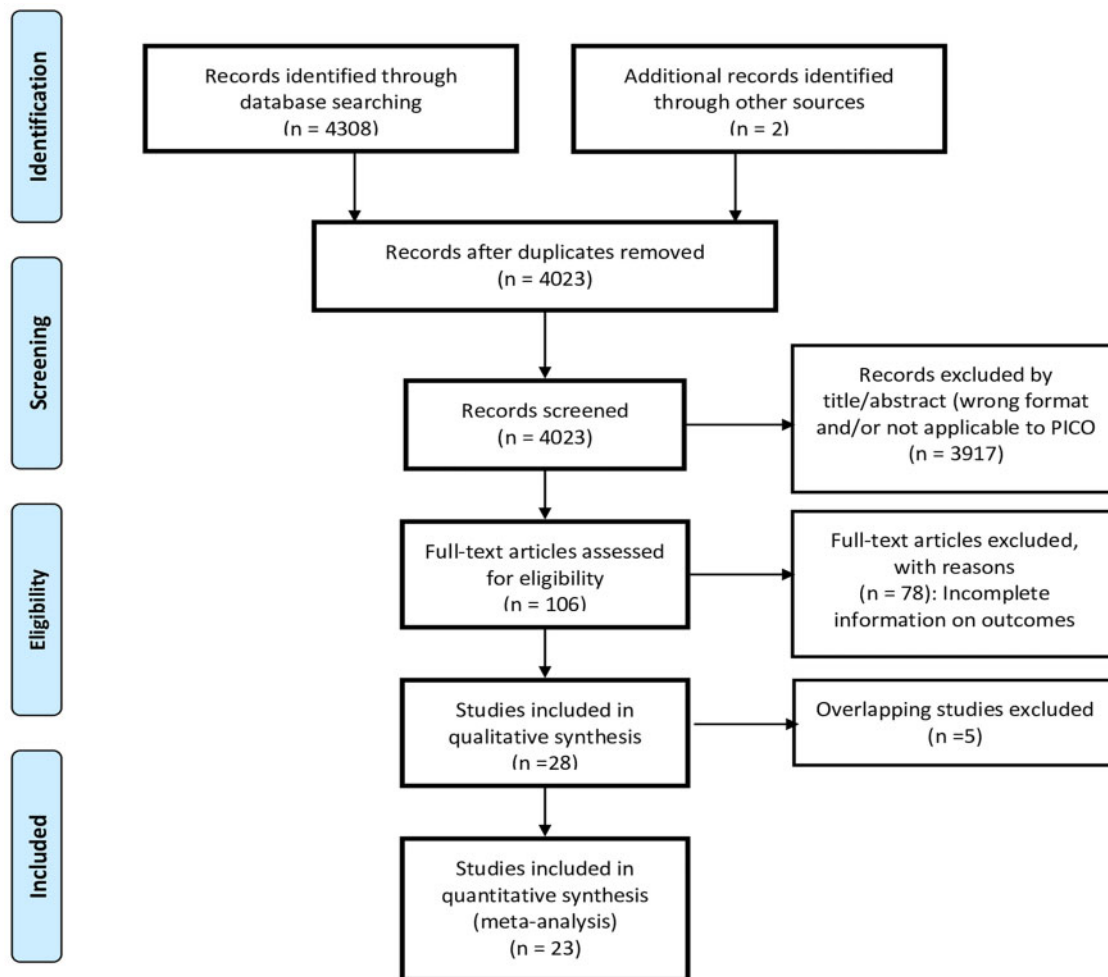 Identification
Records identified through
database searching
(n = 4308)
Additional records identified
through other sources
(n = 2)
Records after duplicates removed
(n = 4023)
Screening
Records screened
(n = 4023)
Records excluded by
title/abstract (wrong format
and/or not applicable to PICO
(n = 3917)
Eligibility
Full-text articles assessed
for eligibility
(n = 106)
Full-text articles excluded,
with reasons
(n = 78): Incomplete
information on outcomes
Studies included in
qualitative synthesis
(n =28)
Overlapping studies excluded
(n =5)
Included
Studies included in
quantitative synthesis
(meta-analysis)
(n = 23)